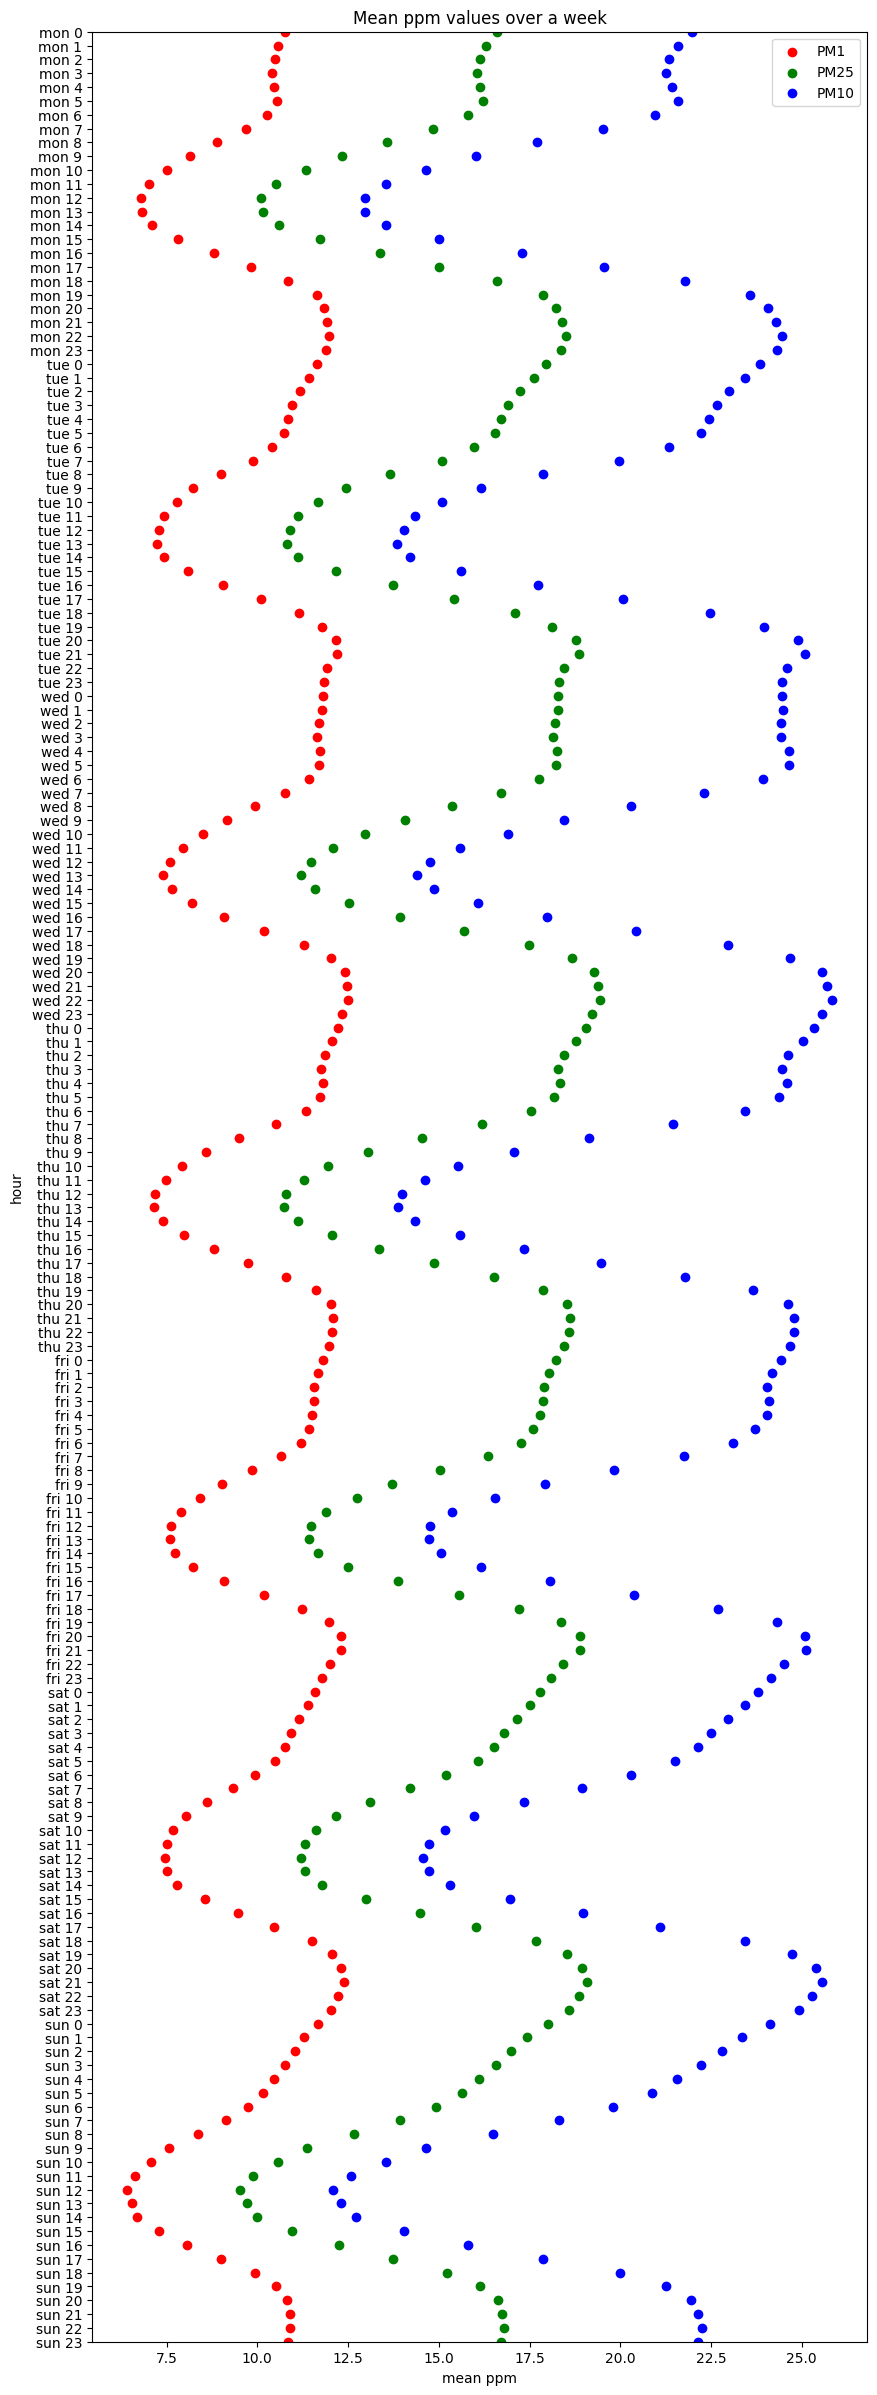 Mean ppm values over a week
PM1
PM25
PM10
mon 0
mon 1
mon 2
mon 3
mon 4
mon 5
mon 6
mon 7
mon 8
mon 9
mon 10
mon 11
mon 12
mon 13
mon 14
mon 15
mon 16
mon 17
mon 18
mon 19
mon 20
mon 21
mon 22
mon 23
tue 0
tue 1
tue 2
tue 3
tue 4
tue 5
tue 6
tue 7
tue 8
tue 9
tue 10
tue 11
tue 12
tue 13
tue 14
tue 15
tue 16
tue 17
tue 18
tue 19
tue 20
tue 21
tue 22
tue 23
wed 0
wed 1
wed 2
wed 3
wed 4
wed 5
wed 6
wed 7
wed 8
wed 9
wed 10
wed 11
wed 12
wed 13
wed 14
wed 15
wed 16
wed 17
wed 18
wed 19
wed 20
wed 21
wed 22
wed 23
thu 0
thu 1
thu 2
thu 3
thu 4
thu 5
thu 6
thu 7
thu 8
thu 9
thu 10
thu 11
thu 12
thu 13
thu 14
thu 15
thu 16
thu 17
thu 18
thu 19
thu 20
thu 21
thu 22
thu 23
fri 0
fri 1
fri 2
fri 3
fri 4
fri 5
fri 6
fri 7
fri 8
fri 9
fri 10
fri 11
fri 12
fri 13
fri 14
fri 15
fri 16
fri 17
fri 18
fri 19
fri 20
fri 21
fri 22
fri 23
sat 0
sat 1
sat 2
sat 3
sat 4
sat 5
sat 6
sat 7
sat 8
sat 9
sat 10
sat 11
sat 12
sat 13
sat 14
sat 15
sat 16
sat 17
sat 18
sat 19
sat 20
sat 21
sat 22
sat 23
sun 0
sun 1
sun 2
sun 3
sun 4
sun 5
sun 6
sun 7
sun 8
sun 9
sun 10
sun 11
sun 12
sun 13
sun 14
sun 15
sun 16
sun 17
sun 18
sun 19
sun 20
sun 21
sun 22
sun 23
hour
7.5 10.0 12.5 15.0 17.5 20.0 22.5 25.0
mean ppm